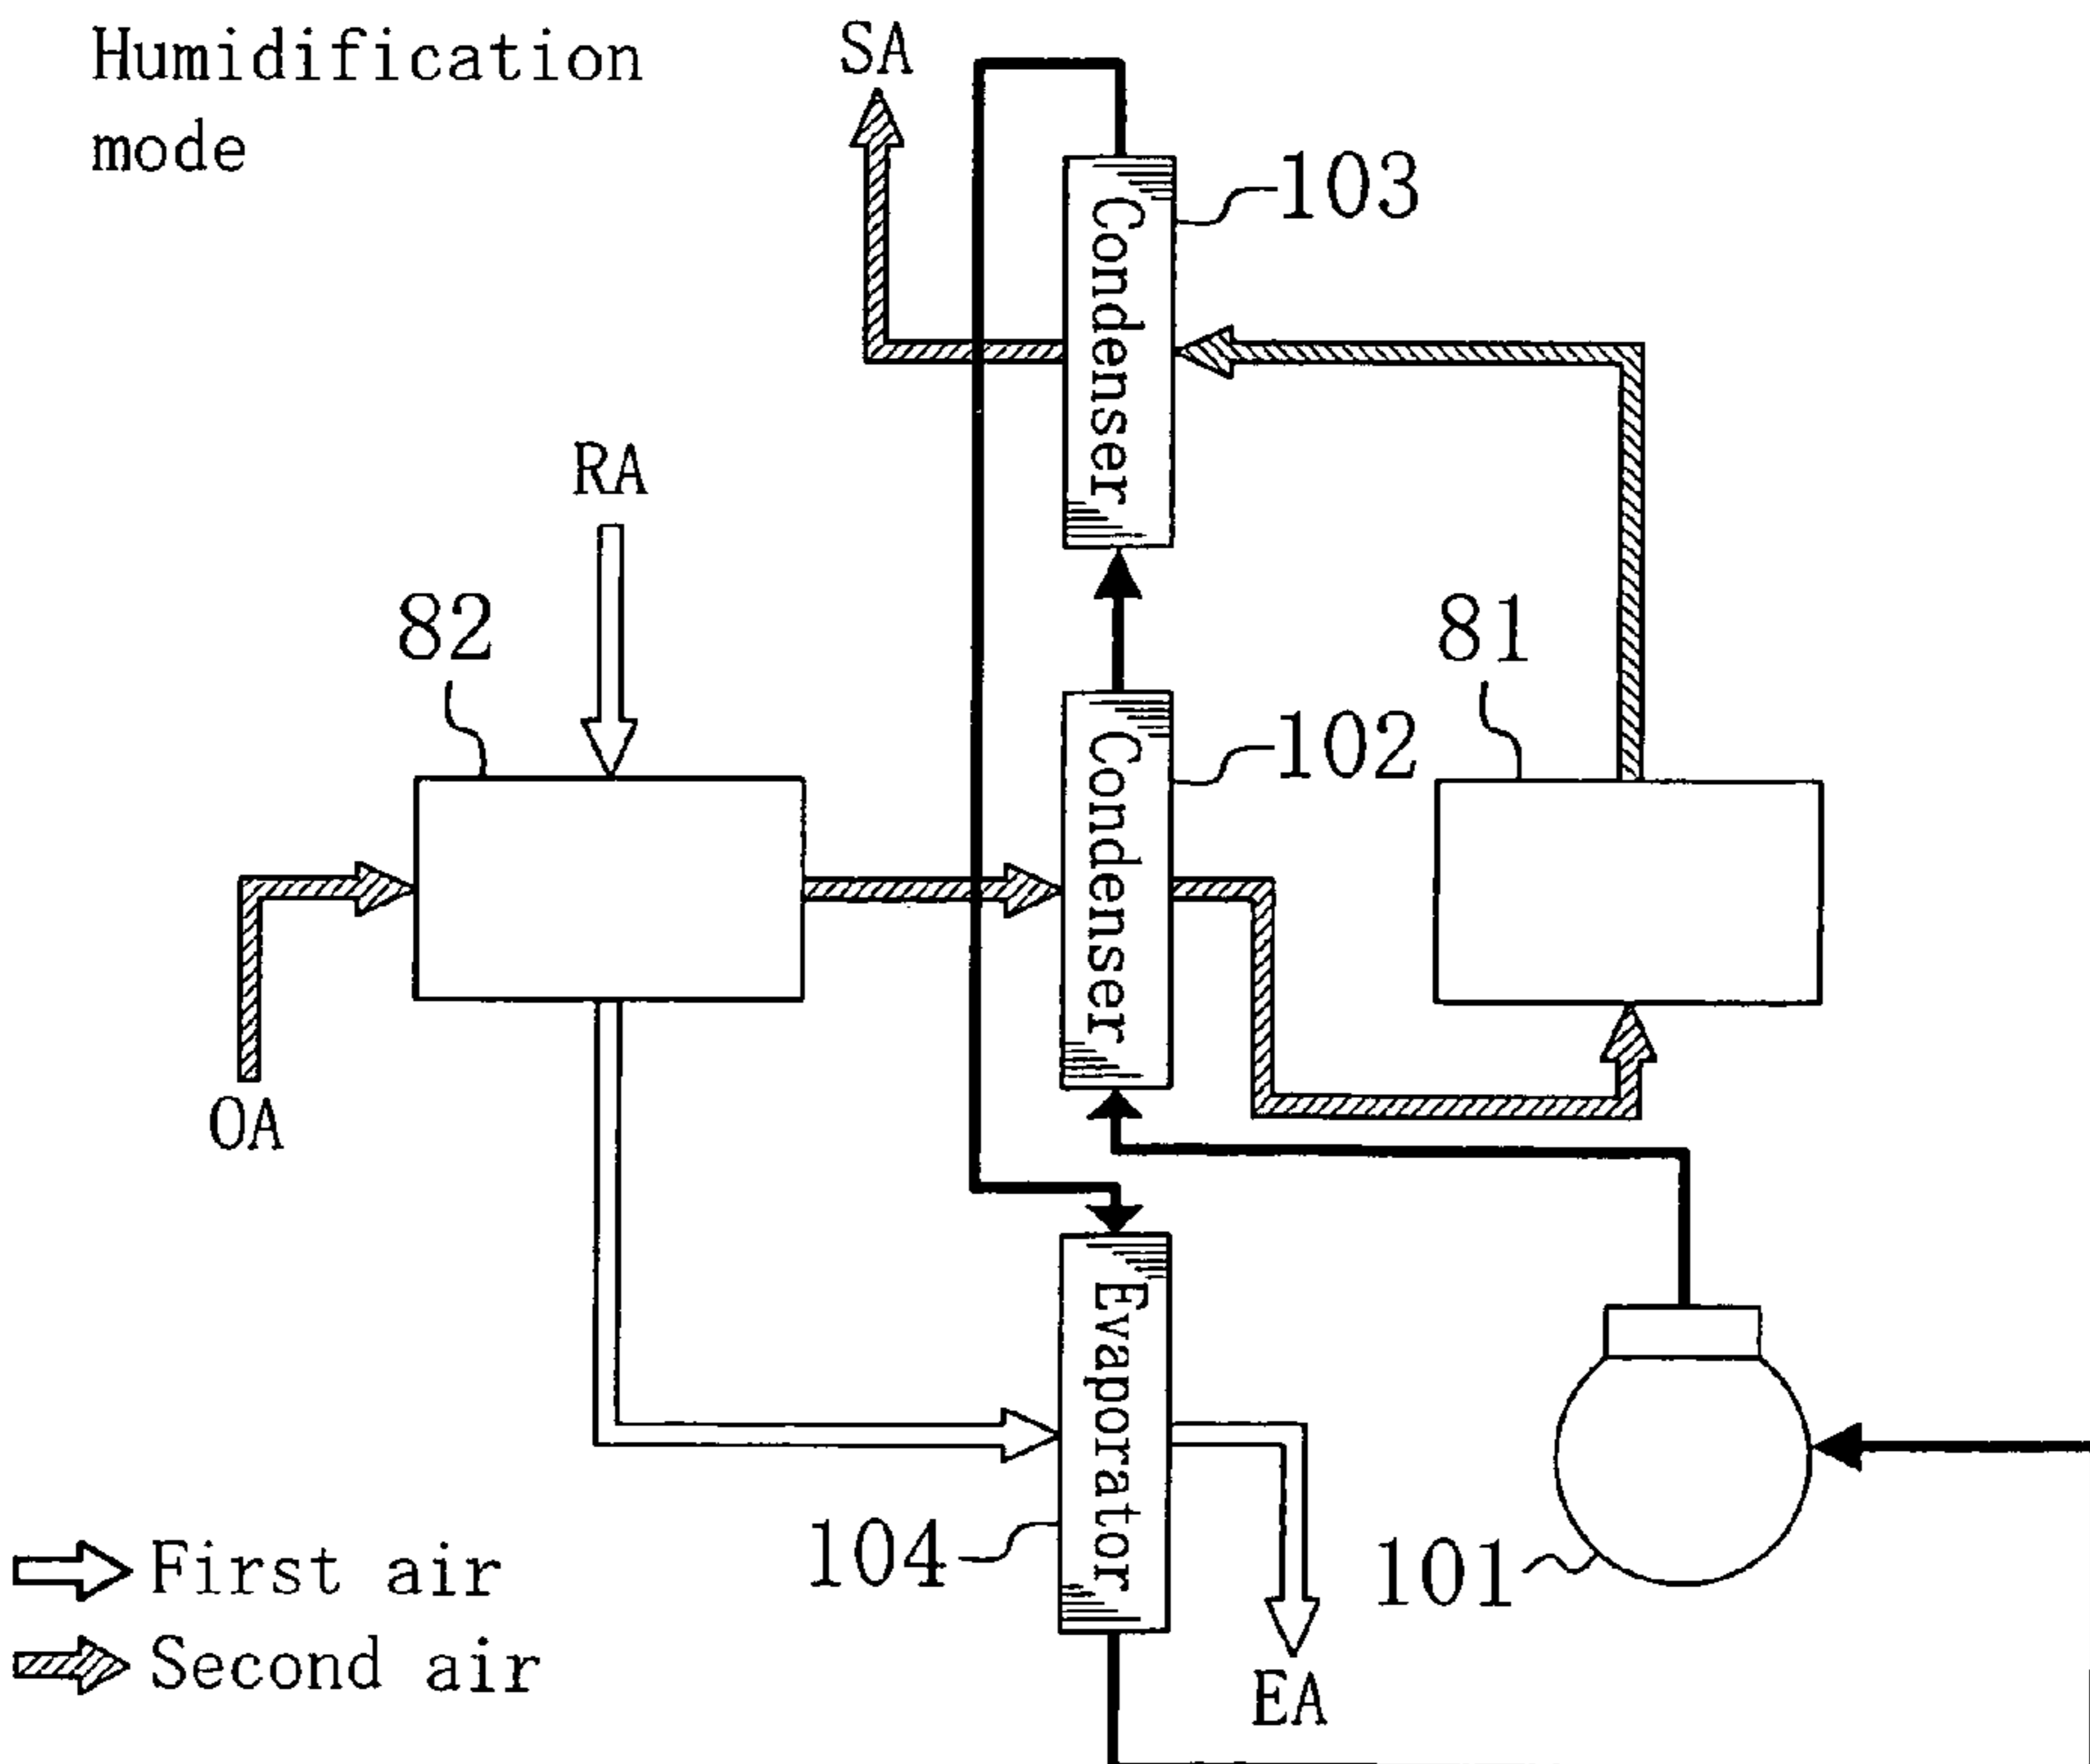 Humidification
mode
SA
103
Condenser
RA
82
81
102
Condenser
OA
Evaporator
104
101
First air
Second air
EA